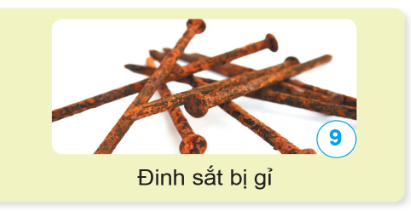 9
Đinh sắt bị gỉ